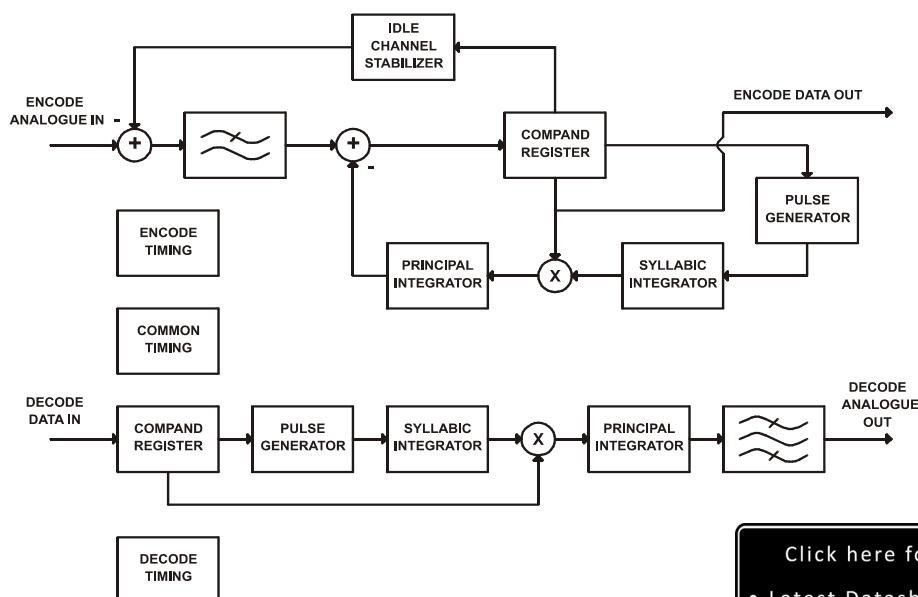 IDLE
CHANNEL
STABILIZER
ENCODE
ANALOGUE IN
-
+
+
-
COMPAND
REGISTER
ENCODE DATA OUT
PULSE
GENERATOR
ENCODE
TIMING
PRINCIPAL
INTEGRATOR
X
SYLLABIC
INTEGRATOR
COMMON
TIMING
DECODE
DATA IN
COMPAND
REGISTER
PULSE
GENERATOR
SYLLABIC
INTEGRATOR
X
PRINCIPAL
INTEGRATOR
DECODE
ANALOGUE
OUT
DECODE
TIMING
Click here fo